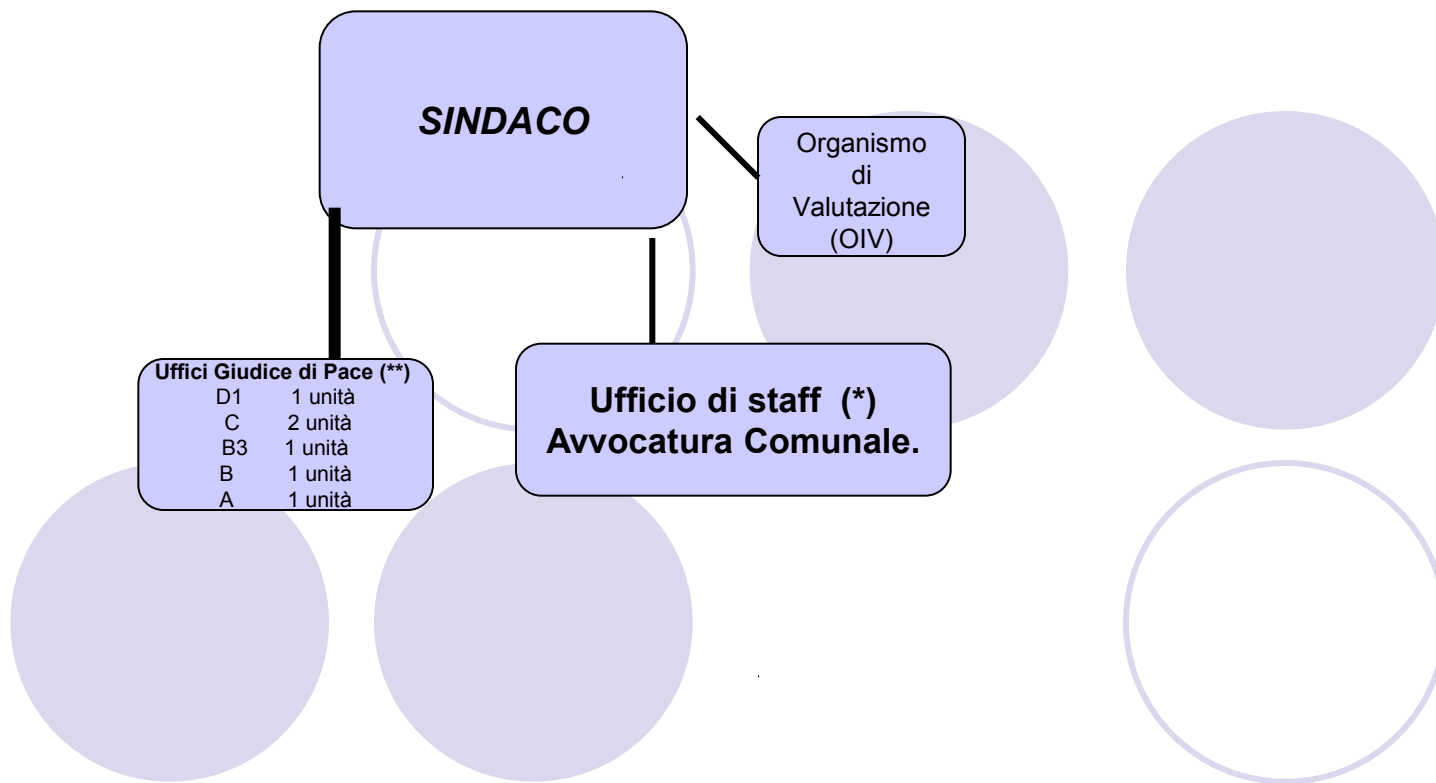 SINDACO
Organismo
di
Valutazione
(OIV)
Uffici Giudice di Pace (**)
D1 1 unità
C 2 unità
B3 1 unità
B 1 unità
A 1 unità
Ufficio di staff (*)
Avvocatura Comunale.